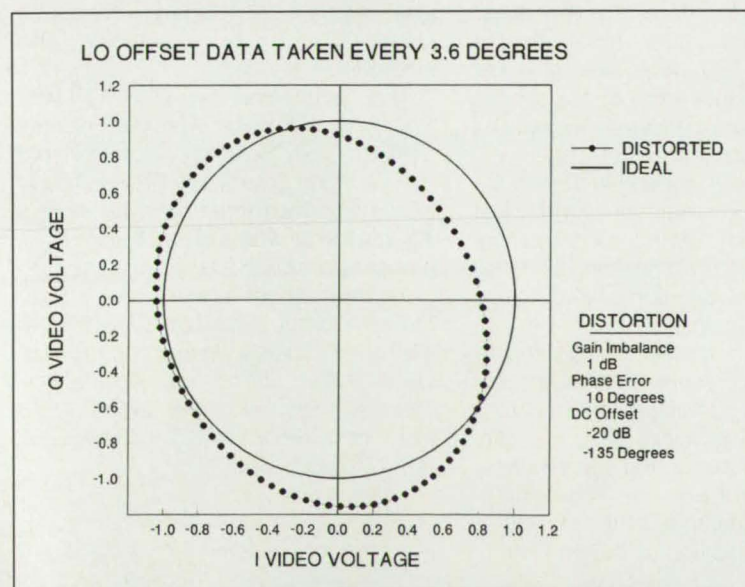 LO OFFSET DATA TAKEN EVERY 3.6 DEGREES
1.2
1.0
0.8
0.6
0.4
0.2
0.0
-0.2
-0.4
-0.6
-0.8
-1.0
Q VIDEO VOLTAGE
-1.0 -0.8 -0.6 -0.4 -0.2 0.0 0.2 0.4 0.6 0.8 1.0 1.2
I VIDEO VOLTAGE
DISTORTED
IDEAL
DISTORTION
Gain Imbalance
1 dB
Phase Error
10 Degrees
DC Offset
-20 dB
-135 Degrees